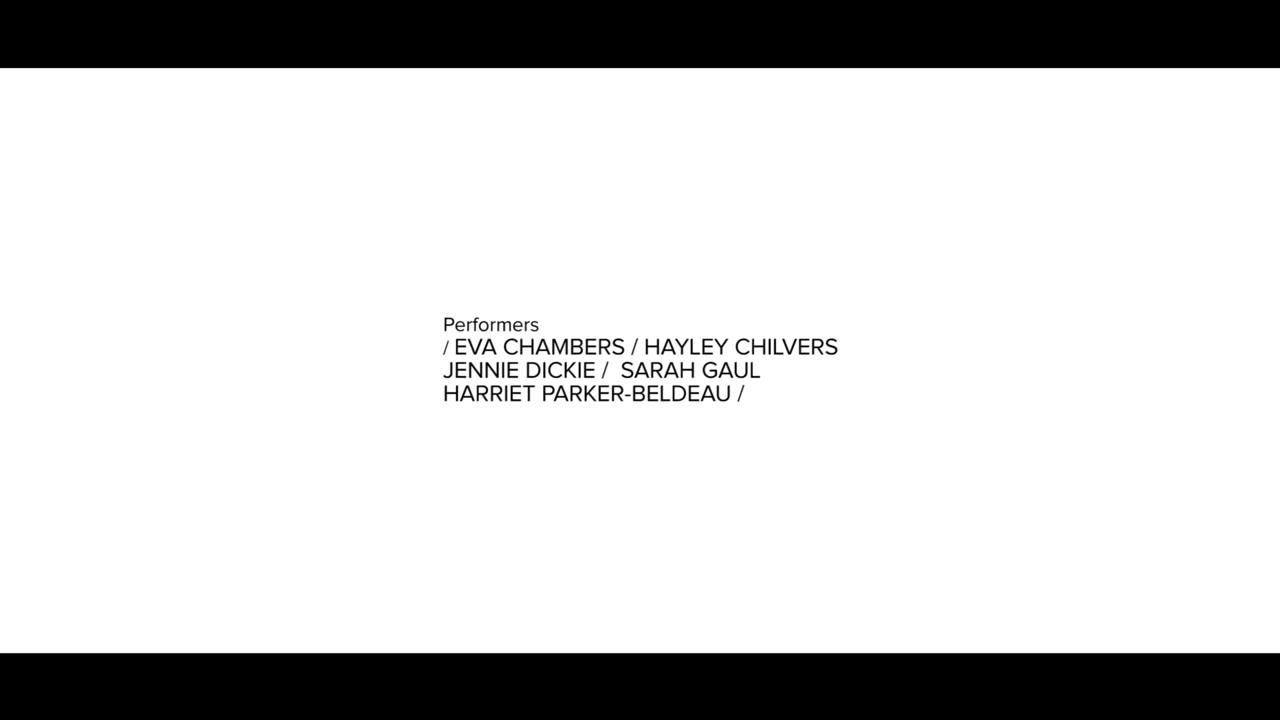 Performers
/ EVA CHAMBERS / HAYLEY CHILVERS
JENNIE DICKIE /  SARAH GAUL
HARRIET PARKER-BELDEAU /